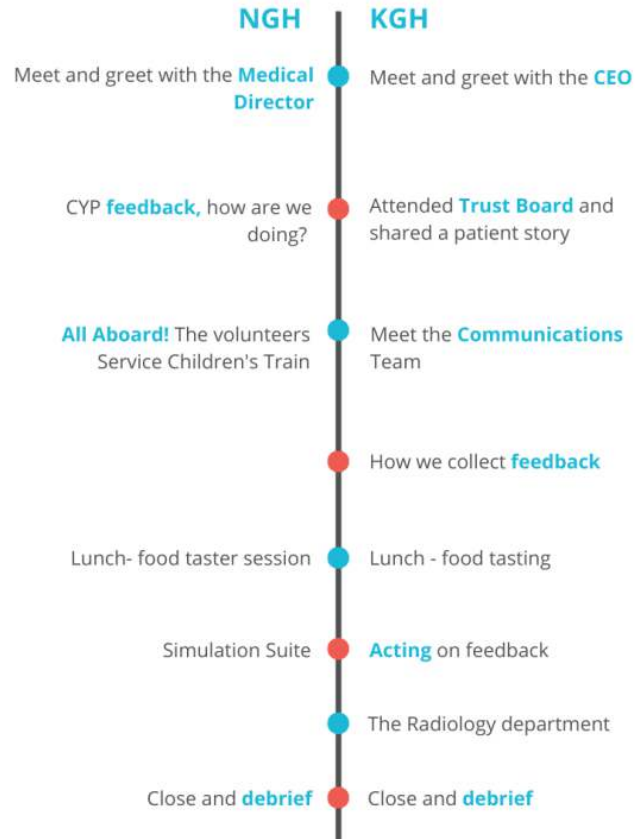 NGH KGH
Meet and greet with the Medical
Director
Meet and greet with the CEO
CYP feedback, how are we
doing?
Attended Trust Board and
shared a patient story
All Aboard! The volunteers
Service Children's Train
Meet the Communications
Team
How we collect feedback
Lunch- food taster session
Lunch - food tasting
Simulation Suite
Acting on feedback
The Radiology department
Close and debrief
Close and debrief